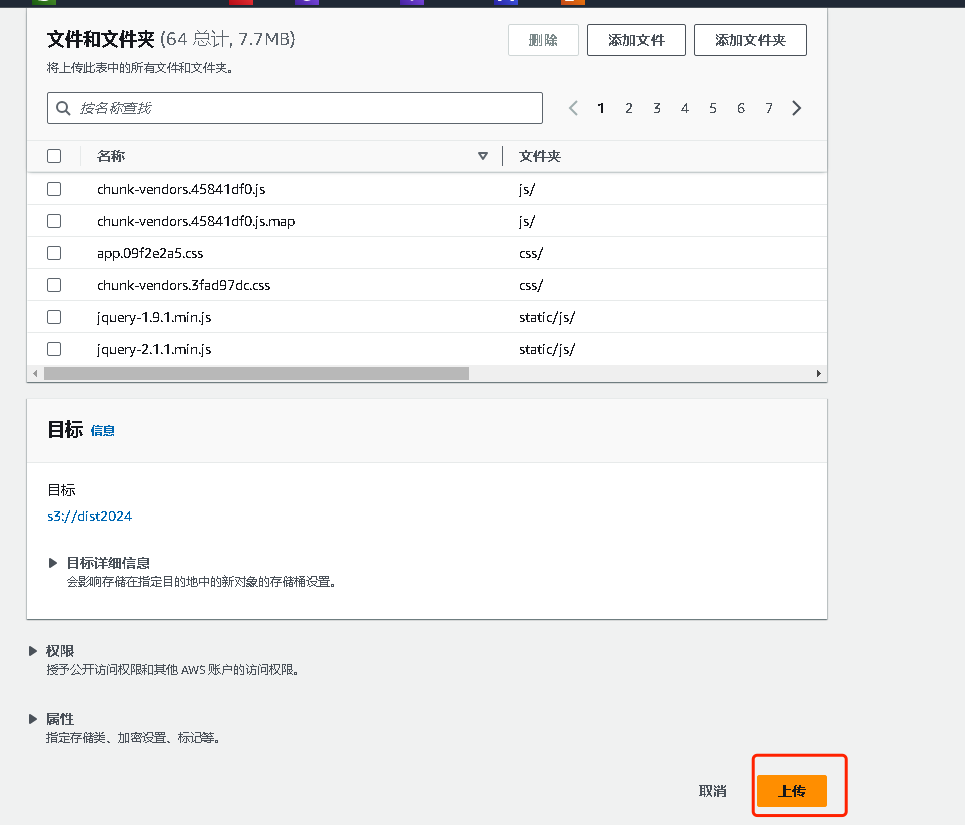 文件和文件夹 (64 总计, 7.7MB)
删除
添加文件
添加文件夹
将上传此表中的所有文件和文件夹。
按名称查找
1 2 3 4 5 6 7
名称 文件夹
chunk-vendors.45841df0.js js/
chunk-vendors.45841df0.js.map js/
app.09f2e2a5.css css/
chunk-vendors.3fad97dc.css css/
jquery-1.9.1.min.js static/js/
jquery-2.1.1.min.js static/js/
目标 信息
目标
s3://dist2024
目标详细信息
会影响存储在指定目的地中的新对象的存储桶设置。
权限
授予公开访问权限和其他 AWS 账户的访问权限。
属性
指定存储类、加密设置、标记等。
取消
上传